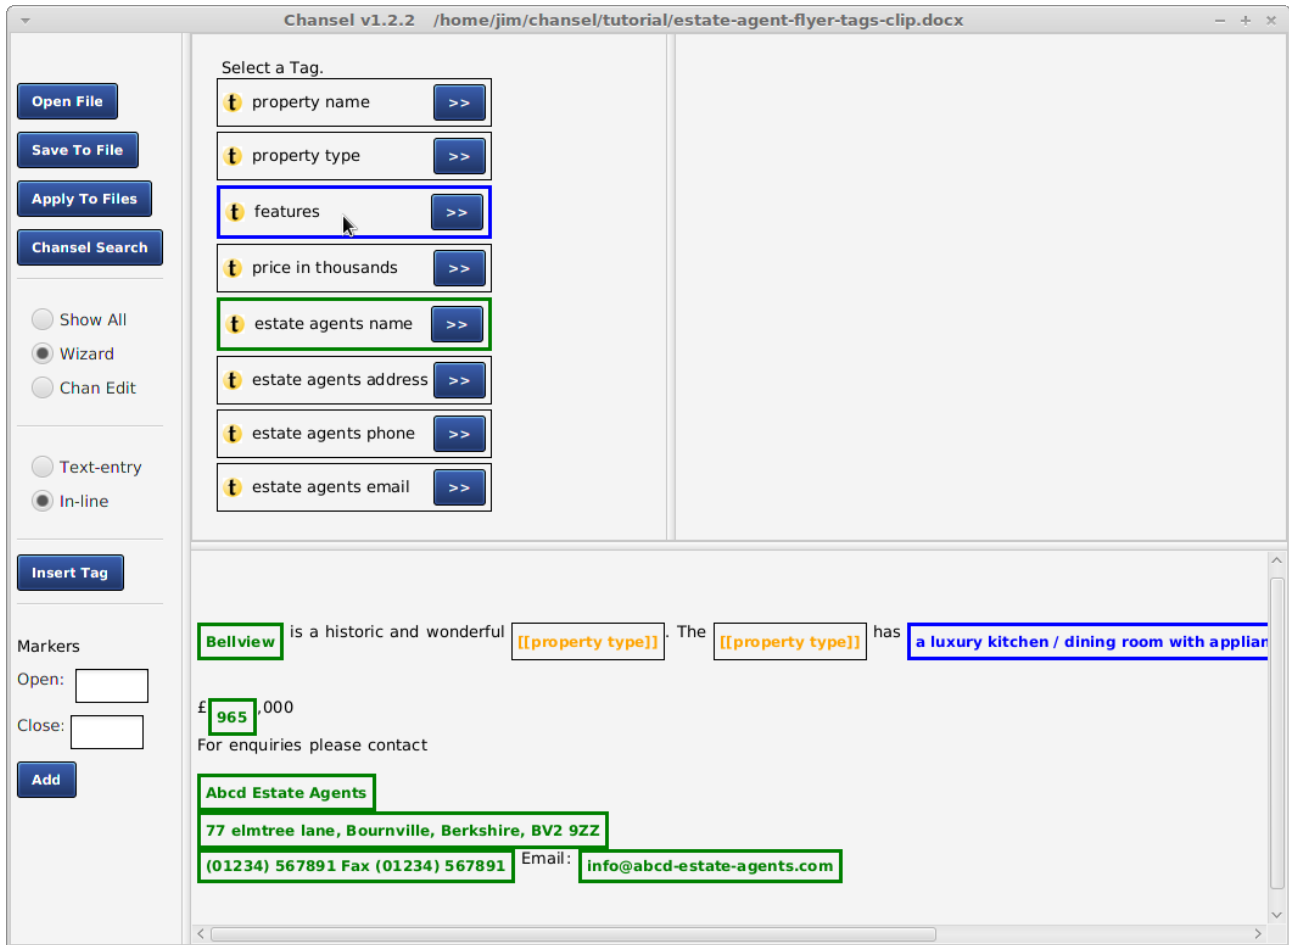 Chansel v1.2.2 /home/jim/chansel/tutorial/estate-agent-flyer-tags-clip.docx
Open File
Save To File
Apply To Files
Chansel Search
Show All
Wizard
Chan Edit
Text-entry
In-line
Insert Tag
Markers
Open:
Close:
Add
Select a Tag.
t property name >>
t property type >>
t features >>
t price in thousands >>
t estate agents name >>
t estate agents address >>
t estate agents phone >>
t estate agents email >>
Bellview is a historic and wonderful [[property type]]. The [[property type]] has a luxury kitchen / dining room with applian
£965,000
For enquiries please contact
Abcd Estate Agents
77 elmtree lane, Bournville, Berkshire, BV2 9ZZ
(01234) 567891 Fax (01234) 567891 Email: info@abcd-estate-agents.com